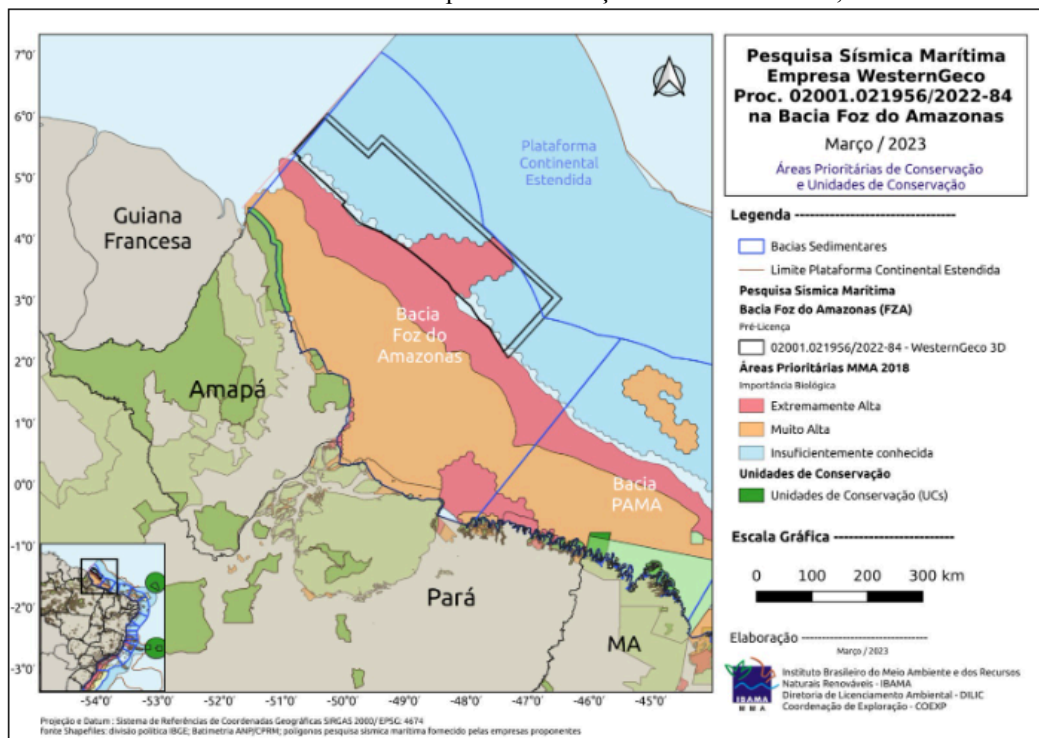 7°0'
6°0'
5°0'
4°0'
3°0'
2°0'
1°0'
0°0'
-1°0'
-2°0'
-3°0'
-54°0'
-53°0'
-52°0'
-51°0'
-50°0'
-49°0'
-48°0'
-47°0'
-46°0'
-45°0'
Plataforma
Continental
Estendida
Guiana
Francesa
Bacia
Foz do
Amazonas
Amapá
Bacia
PAMA
Pará
MA
Pesquisa Sísmica Marítima
Empresa WesternGeco
Proc. 02001.021956/2022-84
na Bacia Foz do Amazonas
Março / 2023
Áreas Prioritárias de Conservação
e Unidades de Conservação
Legenda
Bacias Sedimentares
Limite Plataforma Continental Estendida
Pesquisa Sísmica Marítima
Bacia Foz do Amazonas (FZA)
Pré-Licença
02001.021956/2022-84 - WesternGeco 3D
Áreas Prioritárias MMA 2018
Importância Biológica
Extremamente Alta
Muito Alta
Insuficientemente conhecida
Unidades de Conservação
Unidades de Conservação (UCs)
Escala Gráfica
0 100 200 300 km
Elaboração
Março / 2023
IBAMA
M M A
Instituto Brasileiro do Meio Ambiente e dos Recursos
Naturais Renováveis - IBAMA
Diretoria de Licenciamento Ambiental - DILIC
Coordenação de Exploração - COEXP
Projeção e Datum : Sistema de Referências de Coordenadas Geográficas SIRGAS 2000/ EPSG: 4674
Fonte Shapefiles: divisão política IBGE; Batimetria ANP/CPRM; polígonos pesquisa sísmica marítima fornecido pelas empresas proponentes